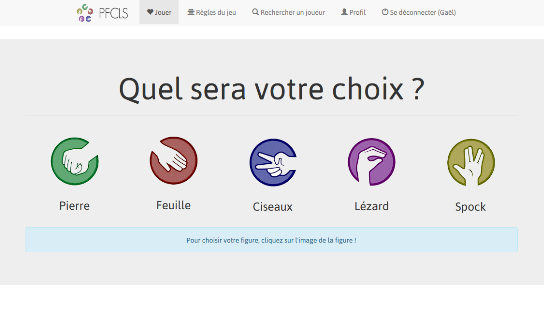 PFCLS Jouer Règles du jeu Rechercher un joueur Profil Se déconnecter (Gaël)
Quel sera votre choix ?
Pierre Feuille Ciseaux Lézard Spock
Pour choisir votre figure, cliquez sur l'image de la figure !